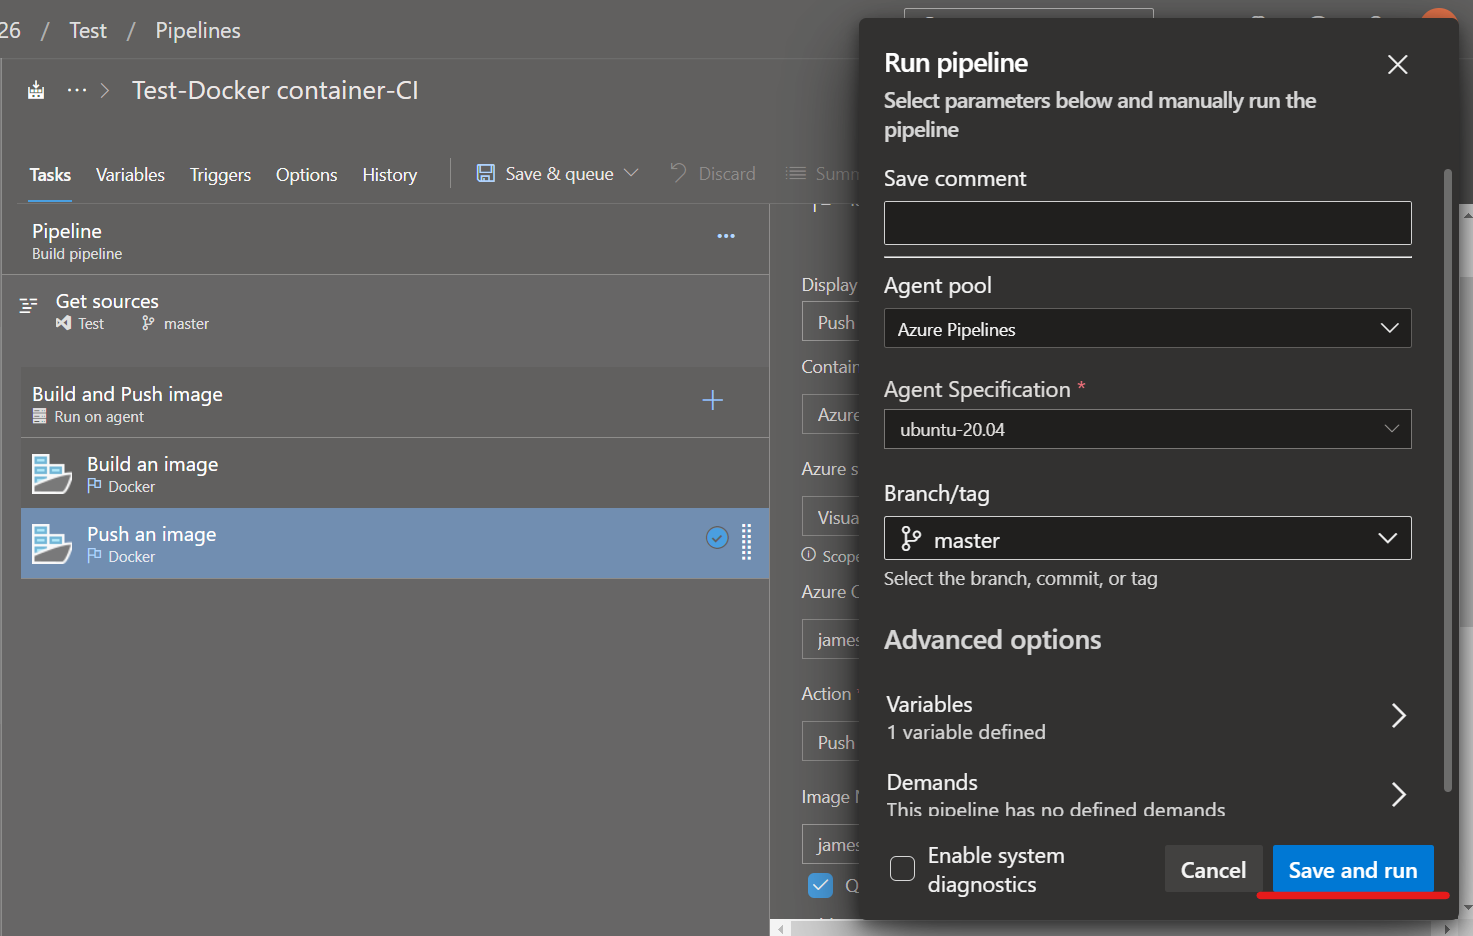 26 / Test / Pipelines
... > Test-Docker container-CI
Tasks Variables Triggers Options History Save & queue Discard Summ
Pipeline
Build pipeline
Get sources
Test master
Build and Push image
Run on agent
Build an image
Docker
Push an image
Docker
Display
Push
Contain
Azure
Azure s
Visua
Scope
Azure C
james
Action
Push
Image
james
Q
Run pipeline
Select parameters below and manually run the
pipeline
Save comment
Agent pool
Azure Pipelines
Agent Specification *
ubuntu-20.04
Branch/tag
master
Select the branch, commit, or tag
Advanced options
Variables
1 variable defined
Demands
This pipeline has no defined demands
Enable system
diagnostics
Cancel
Save and run